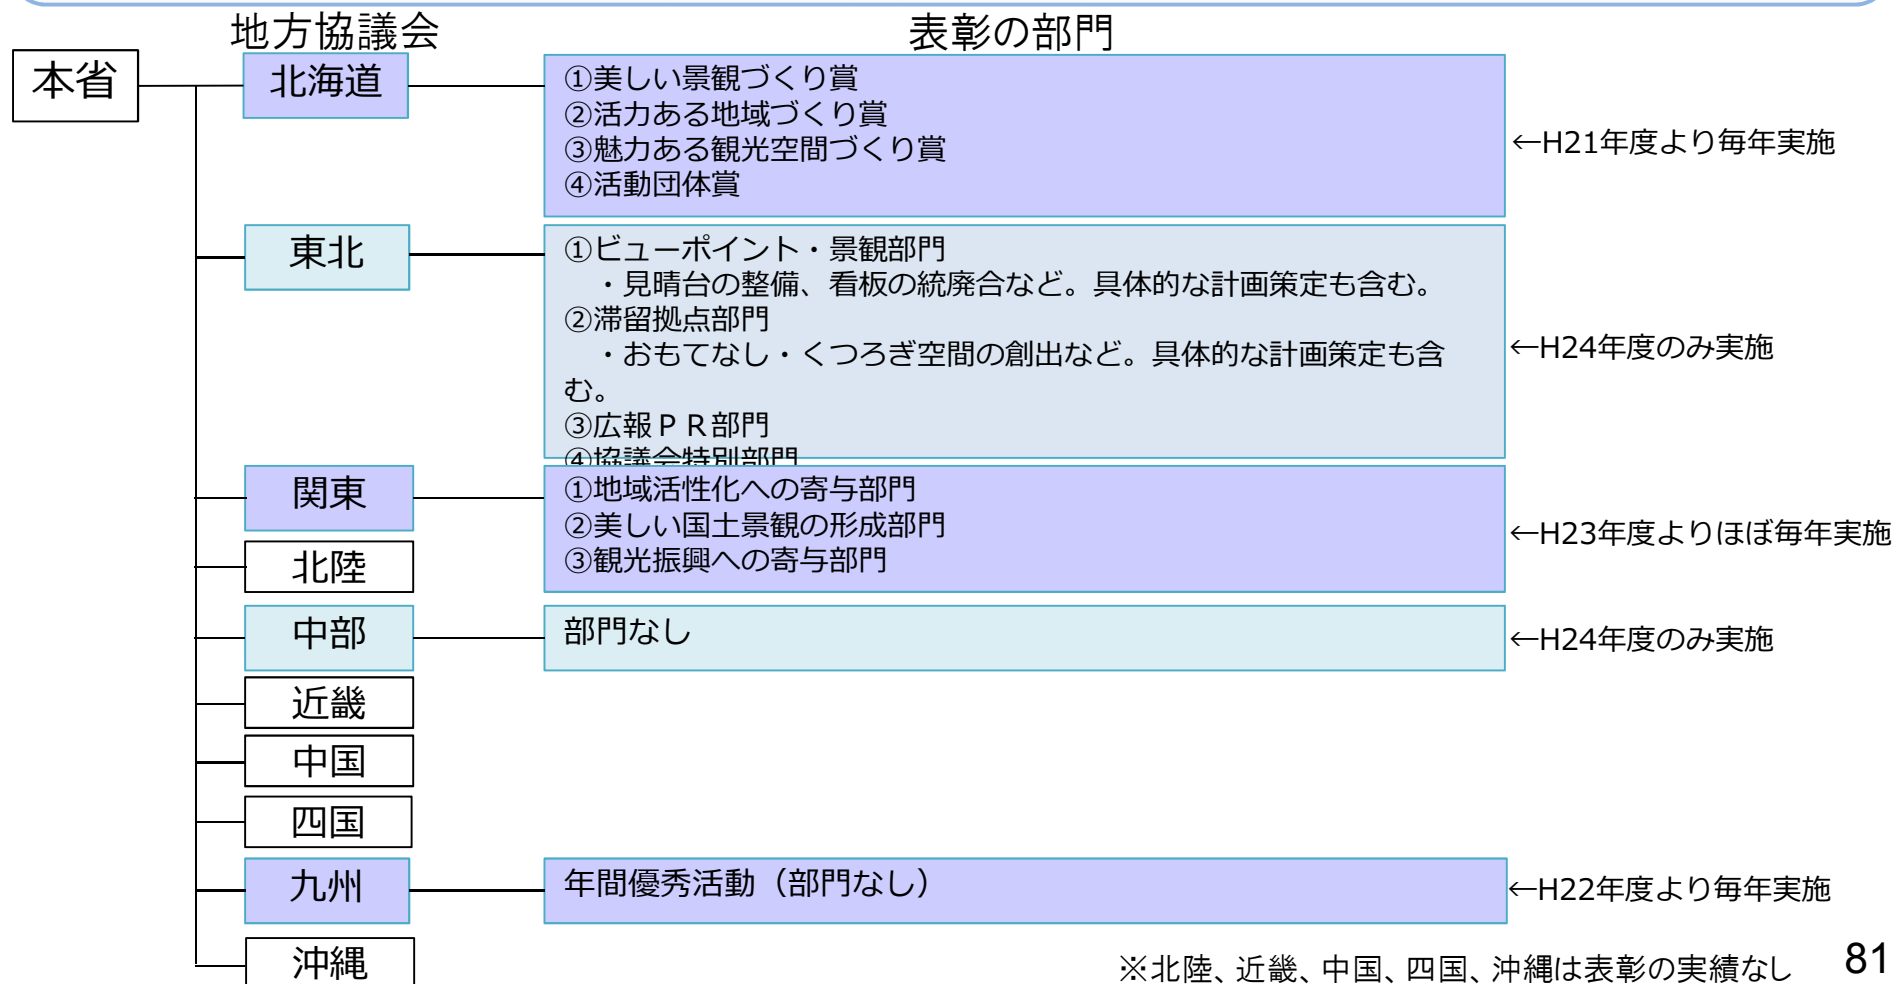 地方協議会
表彰の部門
本省
北海道
①美しい景観づくり賞
②活力ある地域づくり賞
③魅力ある観光空間づくり賞
④活動団体賞
←H21年度より毎年実施
東北
①ビューポイント・景観部門
・見晴台の整備、看板の統廃合など。具体的な計画策定も含む。
②滞留拠点部門
・おもてなし・くつろぎ空間の創出など。具体的な計画策定も含
む。
③広報ＰＲ部門
④協議会特別部門
←H24年度のみ実施
関東
①地域活性化への寄与部門
②美しい国土景観の形成部門
③観光振興への寄与部門
←H23年度よりほぼ毎年実施
北陸
中部
部門なし
←H24年度のみ実施
近畿
中国
四国
九州
年間優秀活動（部門なし）
←H22年度より毎年実施
沖縄
※北陸、近畿、中国、四国、沖縄は表彰の実績なし
81